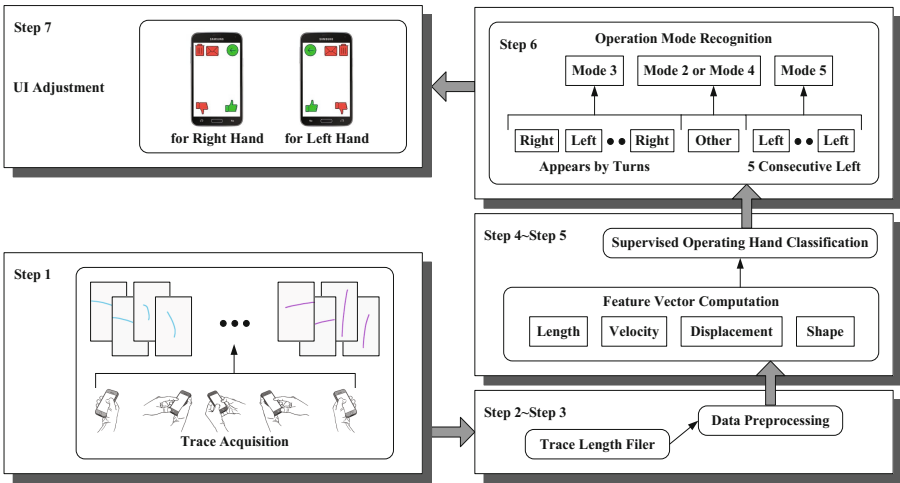 Step 7
UI Adjustment
SAMSUNG
SAMSUNG
for Right Hand
for Left Hand
Step 6
Operation Mode Recognition
Mode 3
Mode 2 or Mode 4
Mode 5
Right
Left
Right
Other
Left
Left
Appears by Turns
5 Consecutive Left
Step 4~Step 5
Supervised Operating Hand Classification
Feature Vector Computation
Length
Velocity
Displacement
Shape
Step 1
Trace Acquisition
Step 2~Step 3
Trace Length Filer
Data Preprocessing